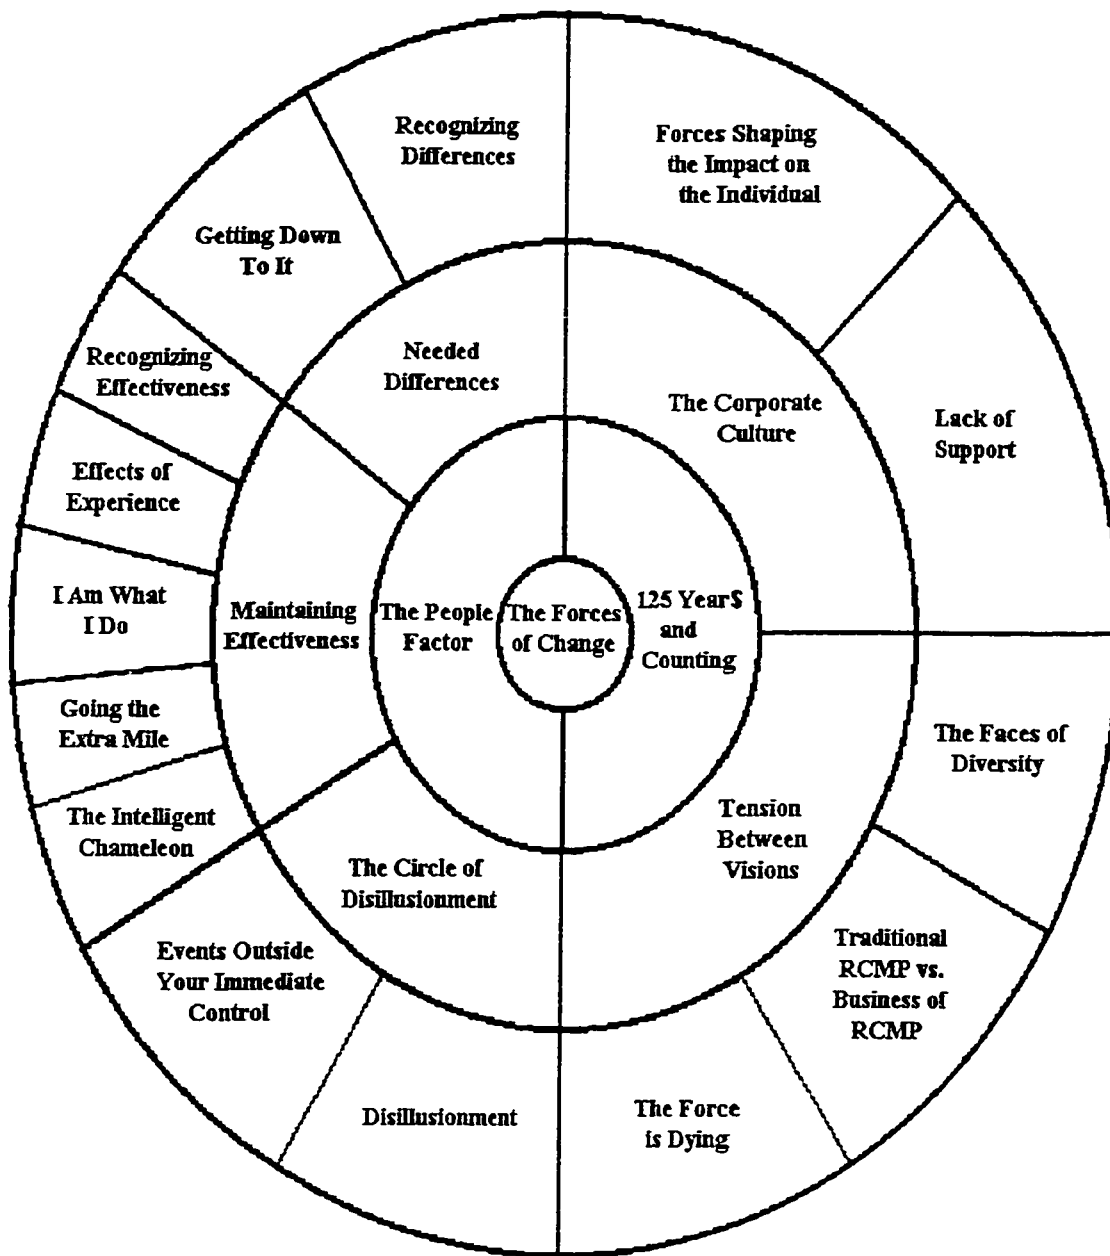 Recognizing
Differences
Forces Shaping
the Impact on
the Individual
Getting Down
To It
Needed
Differences
Recognizing
Effectiveness
The Corporate
Culture
Lack of
Support
Effects of
Experience
I Am What
I Do
Maintaining
Effectiveness
The People
Factor
The Forces
of Change
125 Year$
and
Counting
Going the
Extra Mile
The Faces of
Diversity
The Intelligent
Chameleon
Tension
Between
Visions
The Circle of
Disillusionment
Events Outside
Your Immediate
Control
Traditional
RCMP vs.
Business of
RCMP
Disillusionment
The Force
is Dying